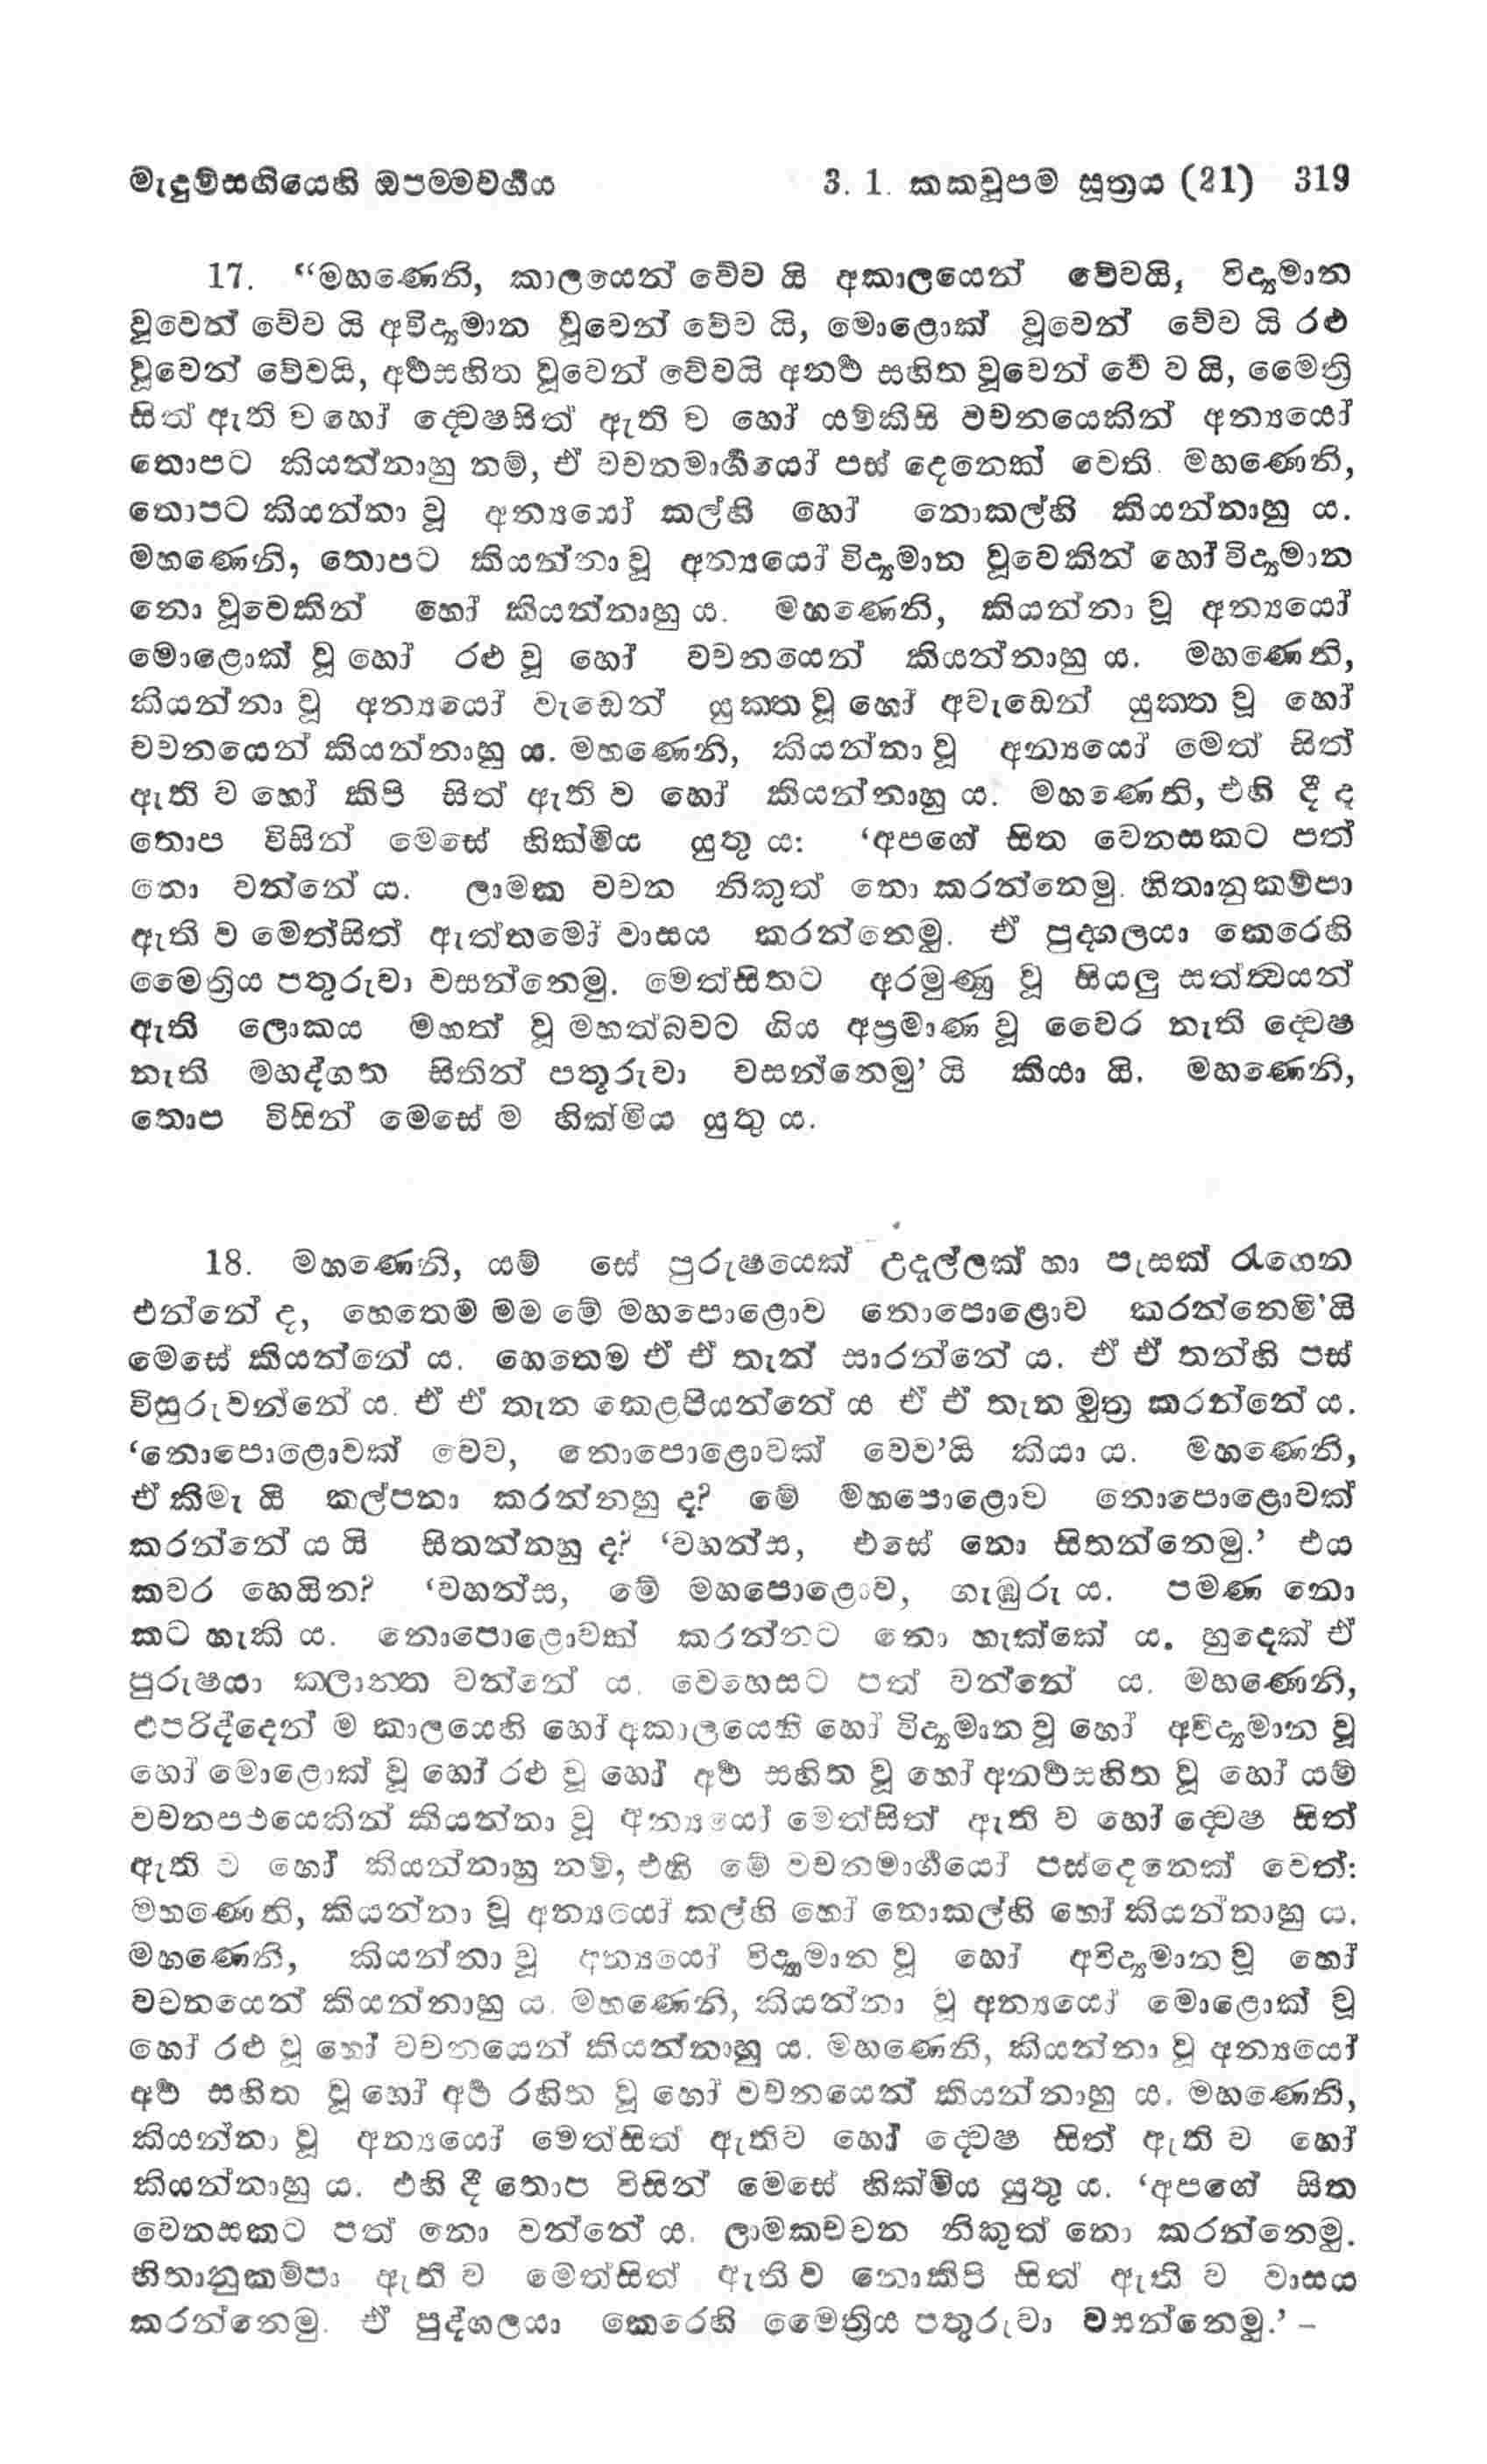 මැදුම්සඟියෙහි ඔපම්මවර්‍ගය 3. 1. කකචූපම සූත්‍රය (21) 319
17. “මහණෙනි, කාලයෙන් වේව යි අකාලයෙන් වේවයි, විද්‍යමාන
වූවෙන් වේව යි අවිද්‍යමාන වූවෙන් වේව යි, මොළොක් වූවෙන් වේව යි රළු
වූවෙන් වේවයි, අර්‍ථසහිත වූවෙන් වේවයි අනර්‍ථ සහිත වූවෙන් වේ ව යි, මෛත්‍රි
සිත් ඇති ව හෝ ද්වේෂසිත් ඇති ව හෝ යම්කිසි වචනයෙකින් අන්‍යයෝ
තොපට කියන්නාහු නම්, ඒ වචනමාර්‍ගයෝ පස් දෙනෙක් වෙති. මහණෙනි,
තොපට කියන්නා වූ අන්‍යයෝ කල්හි හෝ නොකල්හි කියන්නාහු ය.
මහණෙනි, තොපට කියන්නා වූ අන්‍යයෝ විද්‍යමාන වූවෙකින් හෝ විද්‍යමාන
නො වූවෙකින් හෝ කියන්නාහු ය. මහණෙනි, කියන්නා වූ අන්‍යයෝ
මොළොක් වූ හෝ රළු වූ හෝ වචනයෙන් කියන්නාහු ය. මහණෙනි,
කියන්නා වූ අන්‍යයෝ වැඩෙන් යුක්ත වූ හෝ අවැඩෙන් යුක්ත වූ හෝ
වචනයෙන් කියන්නාහු ය. මහණෙනි, කියන්නා වූ අන්‍යයෝ මෙත් සිත්
ඇති ව හෝ කිපි සිත් ඇති ව හෝ කියන්නාහු ය. මහණෙනි, එහි දී ද
තොප විසින් මෙසේ හික්මිය යුතු ය: ‘අපගේ සිත වෙනසකට පත්
නො වන්නේ ය. ලාමක වචන නිකුත් නො කරන්නෙමු. හිතානුකම්පා
ඇති ව මෙත්සිත් ඇත්තමෝ වාසය කරන්නෙමු. ඒ පුද්ගලයා කෙරෙහි
මෛත්‍රිය පතුරුවා වසන්නෙමු. මෙත්සිතට අරමුණු වූ සියලු සත්ත්වයන්
ඇති ලොකය මහත් වූ මහත්බවට ගිය අප්‍රමාණ වූ වෛර නැති ද්වේෂ
නැති මහද්ගත සිතින් පතුරුවා වසන්නෙමු’ යි කියා යි. මහණෙනි,
තොප විසින් මෙසේ ම හික්මිය යුතු ය.
18. මහණෙනි, යම් සේ පුරුෂයෙක් උදැල්ලක් හා පැසක් රැගෙන
එන්නේ ද, හෙතෙම මම මේ මහපොළොව නොපොළොව කරන්නෙමි’යි
මෙසේ කියන්නේ ය. හෙතෙම ඒ ඒ තැන් සාරන්නේ ය. ඒ ඒ තන්හි පස්
විසුරුවන්නේ ය. ඒ ඒ තැන කෙළපියන්නේ ය ඒ ඒ තැන මුත්‍ර කරන්නේ ය.
‘නොපොළොවක් වෙව, නොපොළොවක් වෙව’යි කියා ය. මහණෙනි,
ඒ කිමැ යි කල්පනා කරන්නහු ද? මේ මහපොළොව නොපොළොවක්
කරන්නේ ය යි සිතන්නහු ද? ‘වහන්ස, එසේ නො සිතන්නෙමු.’ එය
කවර හෙයින? ‘වහන්ස, මේ මහපොළොව, ගැඹුරු ය. පමණ නො
කට හැකි ය. නොපොළොවක් කරන්නට නො හැක්කේ ය. හුදෙක් ඒ
පුරුෂයා ක්ලාන්ත වන්නේ ය. වෙහෙසට පත් වන්නේ ය. මහණෙනි,
එපරිද්දෙන් ම කාලයෙහි හෝ අකාලයෙහි හෝ විද්‍යමාන වූ හෝ අවිද්‍යමාන වූ
හෝ මොළොක් වූ හෝ රළු වූ හෝ අර්‍ථ සහිත වූ හෝ අනර්‍ථසහිත වූ හෝ යම්
වචනපථයෙකින් කියන්නා වූ අන්‍යයෝ මෙත්සිත් ඇති ව හෝ ද්වේෂ සිත්
ඇති ව හෝ කියන්නාහු නම්, එහි මේ වචනමාර්‍ගයෝ පස්දෙනෙක් වෙත්:
මහණෙනි, කියන්නා වූ අන්‍යයෝ කල්හි හෝ නොකල්හි හෝ කියන්නාහු ය.
මහණෙනි, කියන්නා වූ අන්‍යයෝ විද්‍යමාන වූ හෝ අවිද්‍යමාන වූ හෝ
වචනයෙන් කියන්නාහු ය. මහණෙනි, කියන්නා වූ අන්‍යයෝ මොළොක් වූ
හෝ රළු වූ හෝ වචනයෙන් කියන්නාහු ය. මහණෙනි, කියන්නා වූ අන්‍යයෝ
අර්‍ථ සහිත වූ හෝ අර්‍ථ රහිත වූ හෝ වචනයෙන් කියන්නාහු ය. මහණෙනි,
කියන්නා වූ අන්‍යයෝ මෙත්සිත් ඇතිව හෝ ද්වේෂ සිත් ඇති ව හෝ
කියන්නාහු ය. එහි දී තොප විසින් මෙසේ හික්මිය යුතු ය. ‘අපගේ සිත
වෙනසකට පත් නො වන්නේ ය. ලාමකවචන නිකුත් නො කරන්නෙමු.
හිතානුකම්පා ඇති ව මෙත්සිත් ඇති ව නොකිපි සිත් ඇති ව වාසය
කරන්නෙමු. ඒ පුද්ගලයා කෙරෙහි මෛත්‍රිය පතුරුවා වසන්නෙමු.’ –